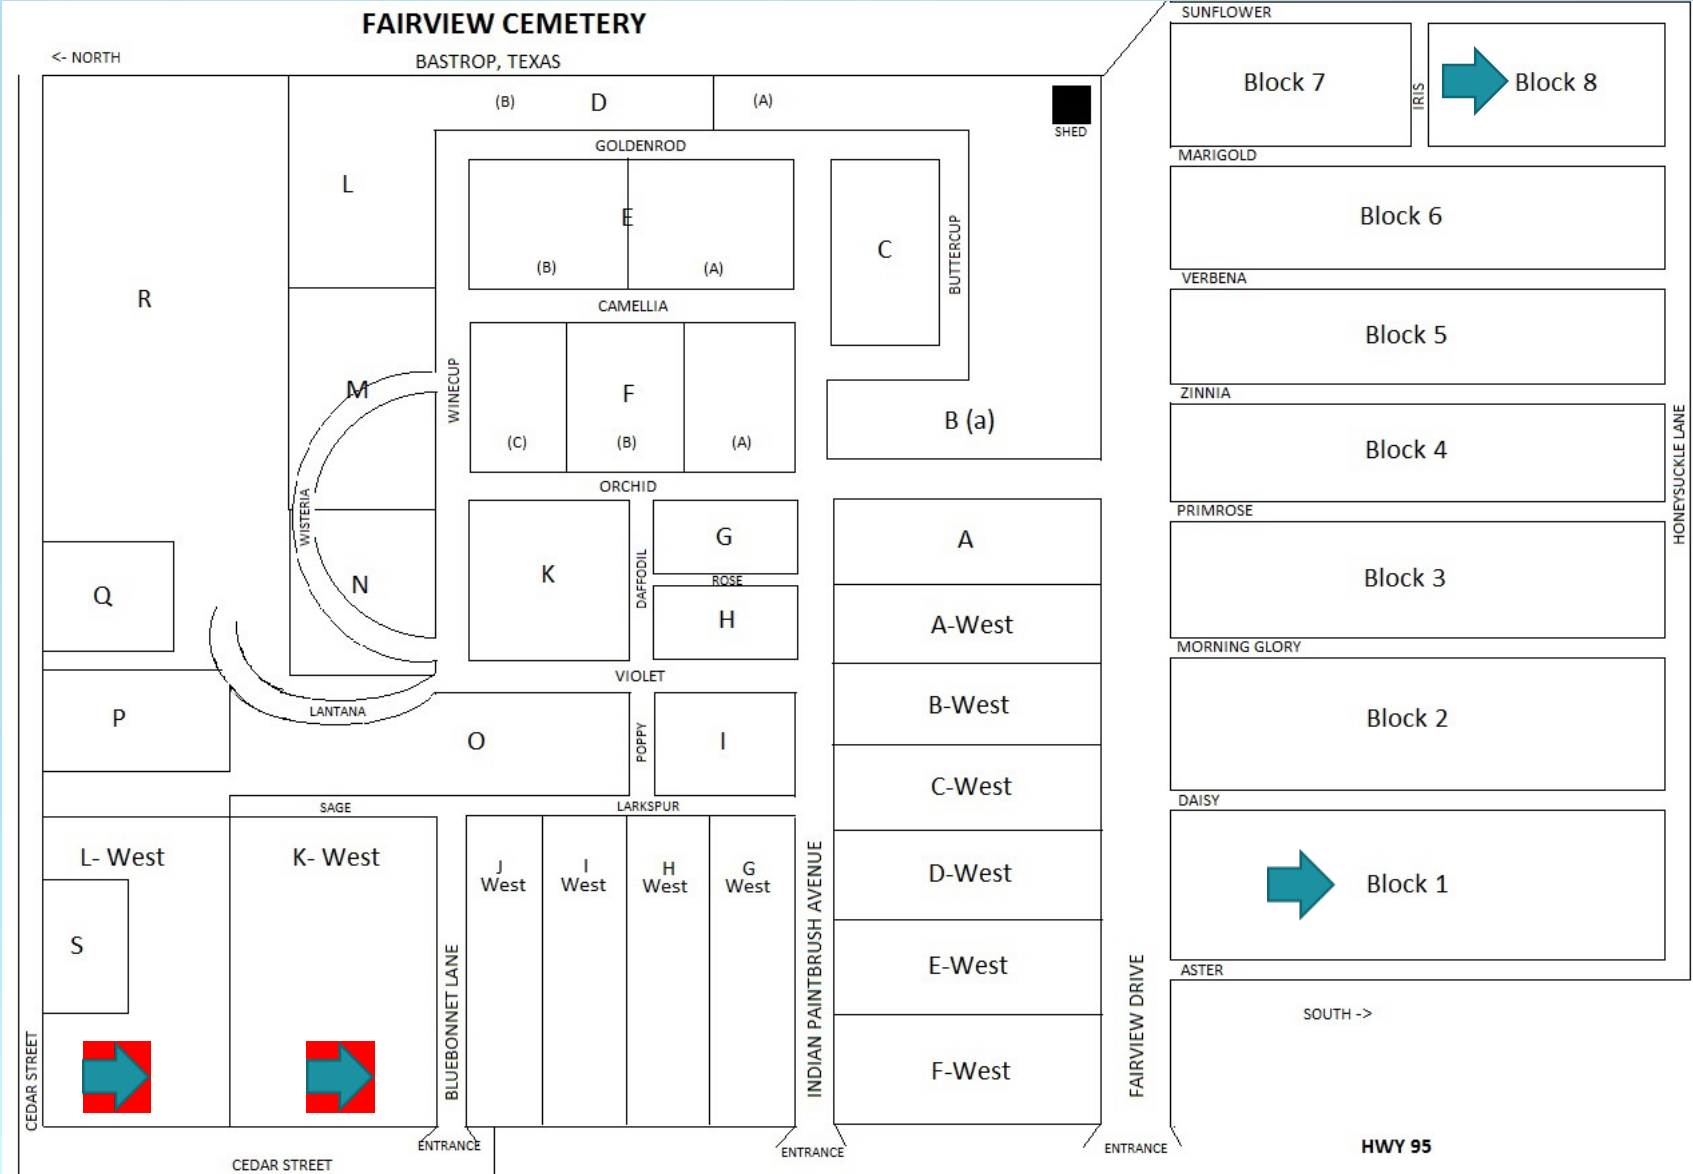 FAIRVIEW CEMETERY
<- NORTH
BASTROP, TEXAS
SUNFLOWER
Block 7
IRIS
Block 8
(B)
D
(A)
SHED
GOLDENROD
MARIGOLD
L
E
(B)
(A)
C
BUTTERCUP
Block 6
R
CAMELLIA
VERBENA
Block 5
M
WINECUP
F
(C)
(B)
(A)
B (a)
ZINNIA
Block 4
HONEYSUCKLE LANE
WISTERIA
ORCHID
PRIMROSE
K
DAFFODIL
G
ROSE
H
A
Block 3
Q
N
A-West
VIOLET
MORNING GLORY
P
LANTANA
O
POPPY
I
B-West
Block 2
C-West
SAGE
LARKSPUR
DAISY
L- West
K- West
J
West
I
West
H
West
G
West
INDIAN PAINTBRUSH AVENUE
D-West
Block 1
S
BLUEBONNET LANE
E-West
FAIRVIEW DRIVE
ASTER
SOUTH ->
CEDAR STREET
F-West
ENTRANCE
ENTRANCE
ENTRANCE
HWY 95
CEDAR STREET